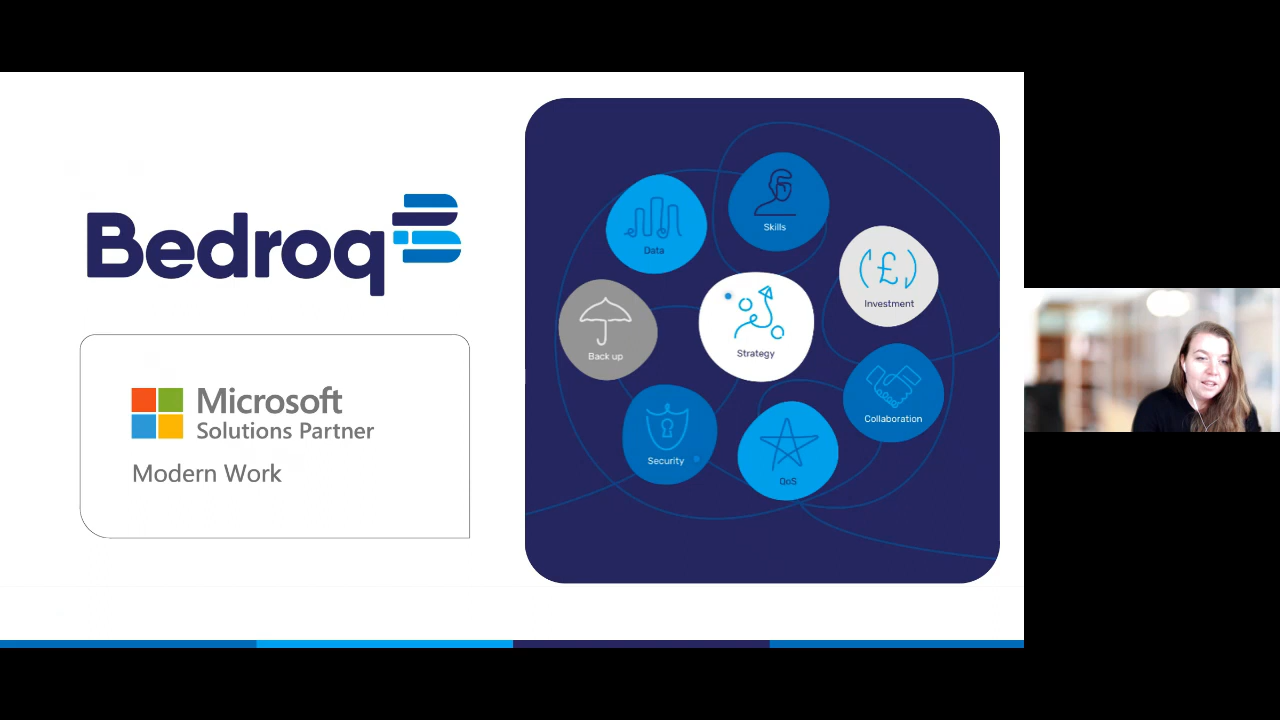 Bedroq
Microsoft
Solutions Partner
Modern Work
Data
Skills
Investment
Back up
Strategy
Collaboration
Security
QoS